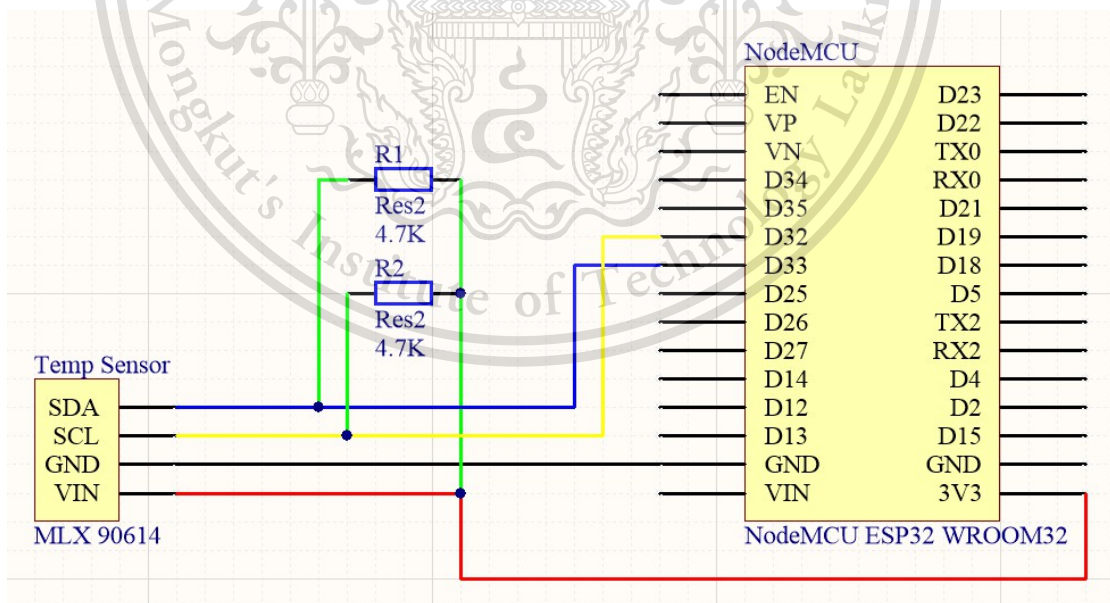 NodeMCU
EN D23
VP D22
VN TX0
D34 RX0
D35 D21
D32 D19
D33 D18
D25 D5
D26 TX2
D27 RX2
D14 D4
D12 D2
D13 D15
GND GND
VIN 3V3
NodeMCU ESP32 WROOM32
R1
Res2
4.7K
R2
Res2
4.7K
Temp Sensor
SDA
SCL
GND
VIN
MLX 90614
Mongkut's Institute of Technology